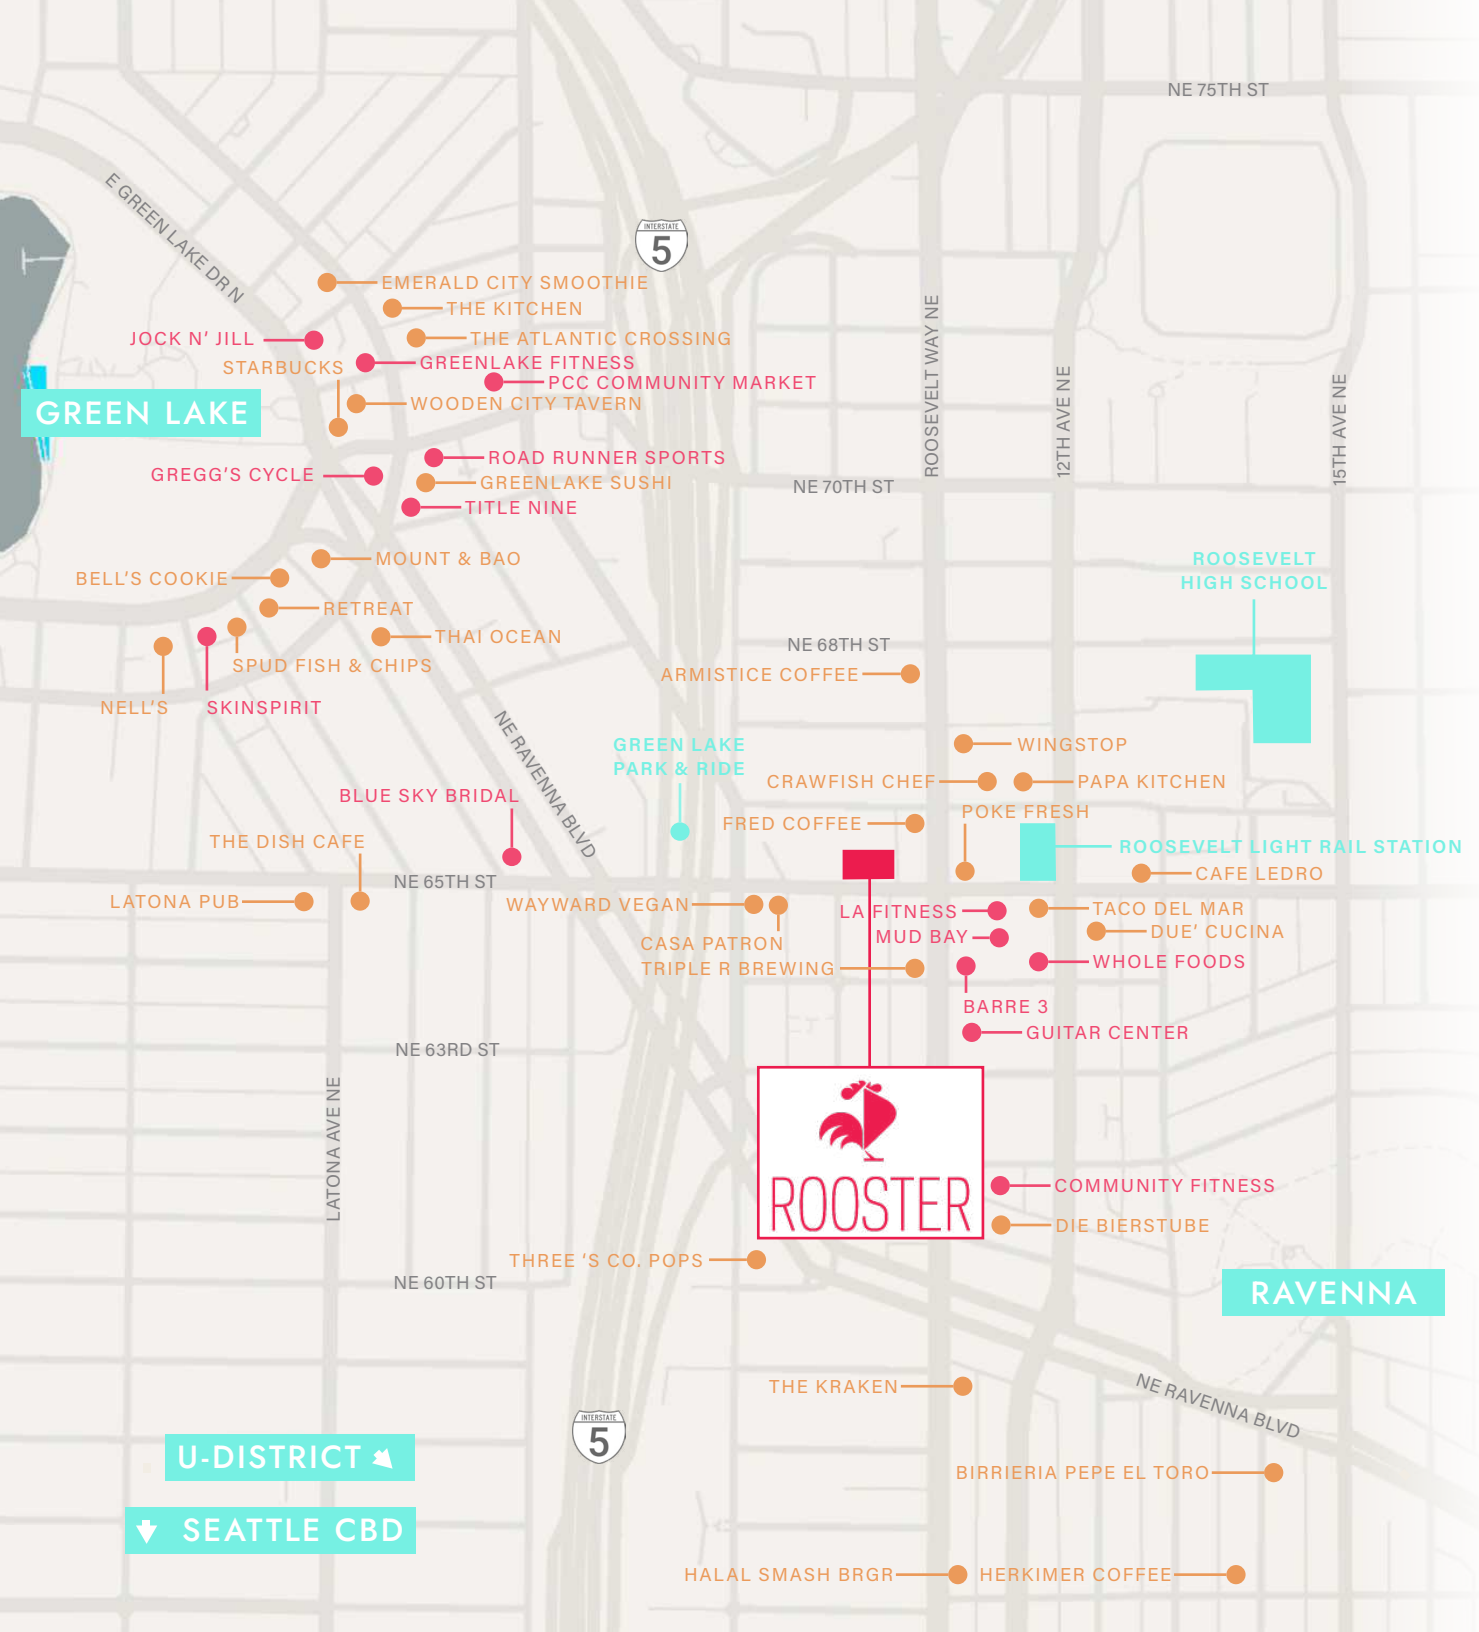 NE 75TH ST
E GREEN LAKE DR N
INTERSTATE
5
EMERALD CITY SMOOTHIE
THE KITCHEN
JOCK N' JILL
THE ATLANTIC CROSSING
STARBUCKS
GREENLAKE FITNESS
PCC COMMUNITY MARKET
WOODEN CITY TAVERN
GREEN LAKE
ROOSEVELT WAY NE
12TH AVE NE
15TH AVE NE
ROAD RUNNER SPORTS
GREGG'S CYCLE
GREENLAKE SUSHI
NE 70TH ST
TITLE NINE
MOUNT & BAO
BELL'S COOKIE
ROOSEVELT
HIGH SCHOOL
RETREAT
THAI OCEAN
NE 68TH ST
SPUD FISH & CHIPS
ARMISTICE COFFEE
NELL'S
SKINSPIRIT
NE RAVENNA BLVD
GREEN LAKE
PARK & RIDE
WINGSTOP
CRAWFISH CHEF
PAPA KITCHEN
BLUE SKY BRIDAL
POKE FRESH
FRED COFFEE
THE DISH CAFE
ROOSEVELT LIGHT RAIL STATION
CAFE LEDRO
NE 65TH ST
LATONA PUB
WAYWARD VEGAN
LA FITNESS
TACO DEL MAR
DUE' CUCINA
MUD BAY
CASA PATRON
WHOLE FOODS
TRIPLE R BREWING
BARRE 3
GUITAR CENTER
NE 63RD ST
LATONA AVE NE
ROOSTER
COMMUNITY FITNESS
DIE BIERSTUBE
THREE 'S CO. POPS
NE 60TH ST
RAVENNA
THE KRAKEN
NE RAVENNA BLVD
INTERSTATE
5
U-DISTRICT
BIRRIERIA PEPE EL TORO
SEATTLE CBD
HALAL SMASH BRGR
HERKIMER COFFEE